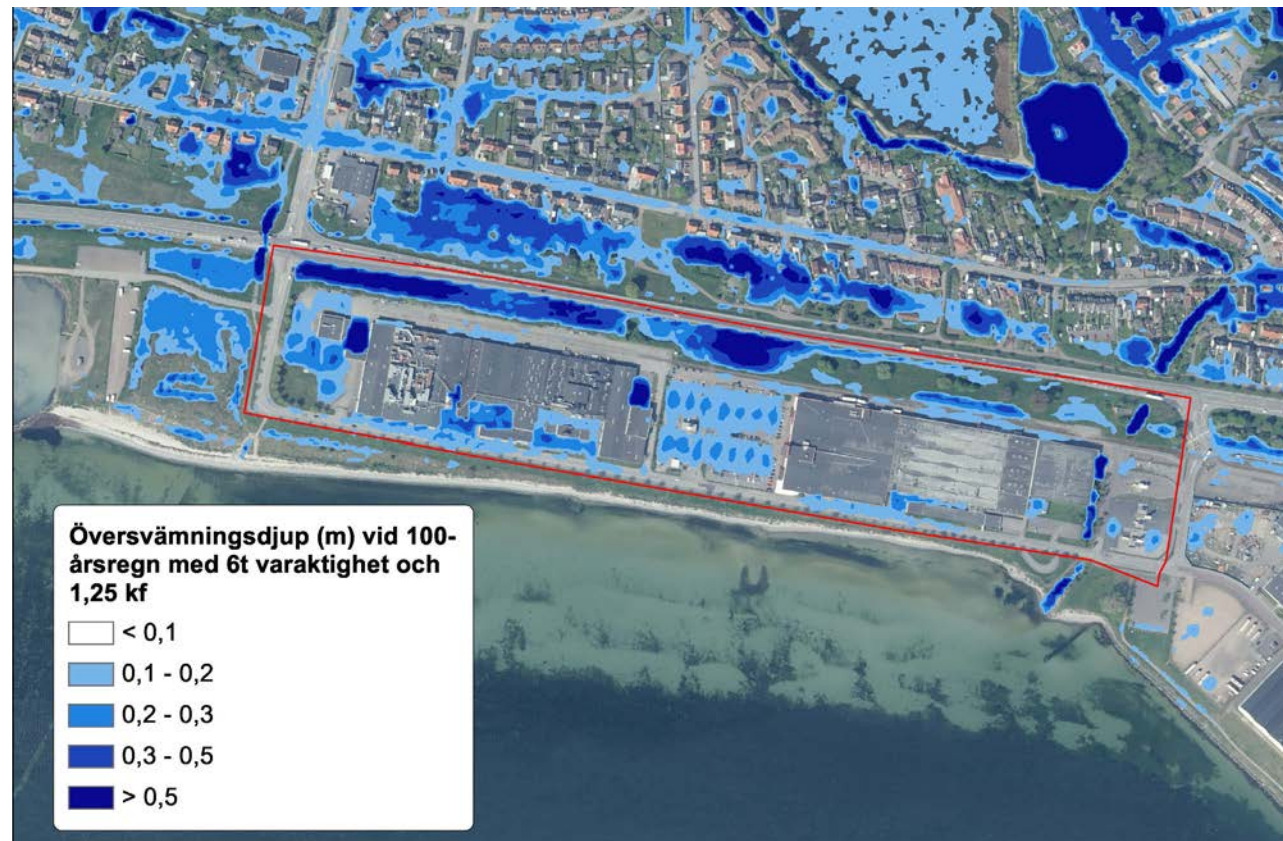 Översvämningsdjup (m) vid 100-
årsregn med 6t varaktighet och
1,25 kf
< 0,1
0,1 - 0,2
0,2 - 0,3
0,3 - 0,5
> 0,5